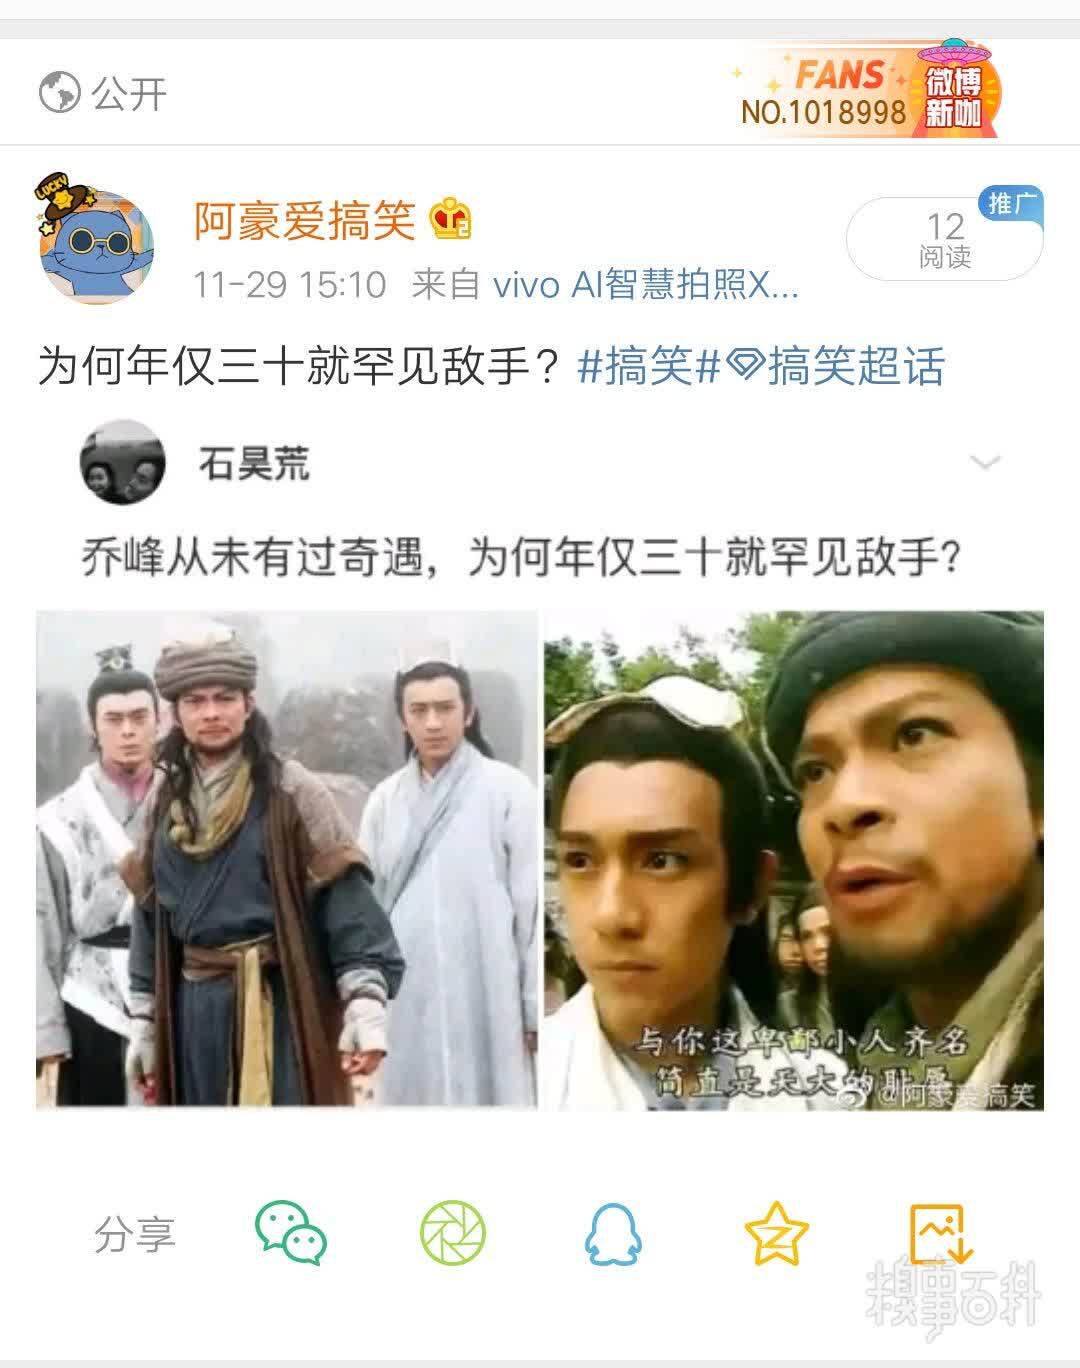 公开
FANS
NO.1018998
微博
新咖
LUCKY
阿豪爱搞笑
推广
12
阅读
11-29 15:10 来自 vivo AI智慧拍照X...
为何年仅三十就罕见敌手？#搞笑#搞笑超话
石昊荒
乔峰从未有过奇遇，为何年仅三十就罕见敌手？
与你这卑鄙小人齐名
简直是天大的耻辱
@阿豪爱搞笑
分享
糗事百科